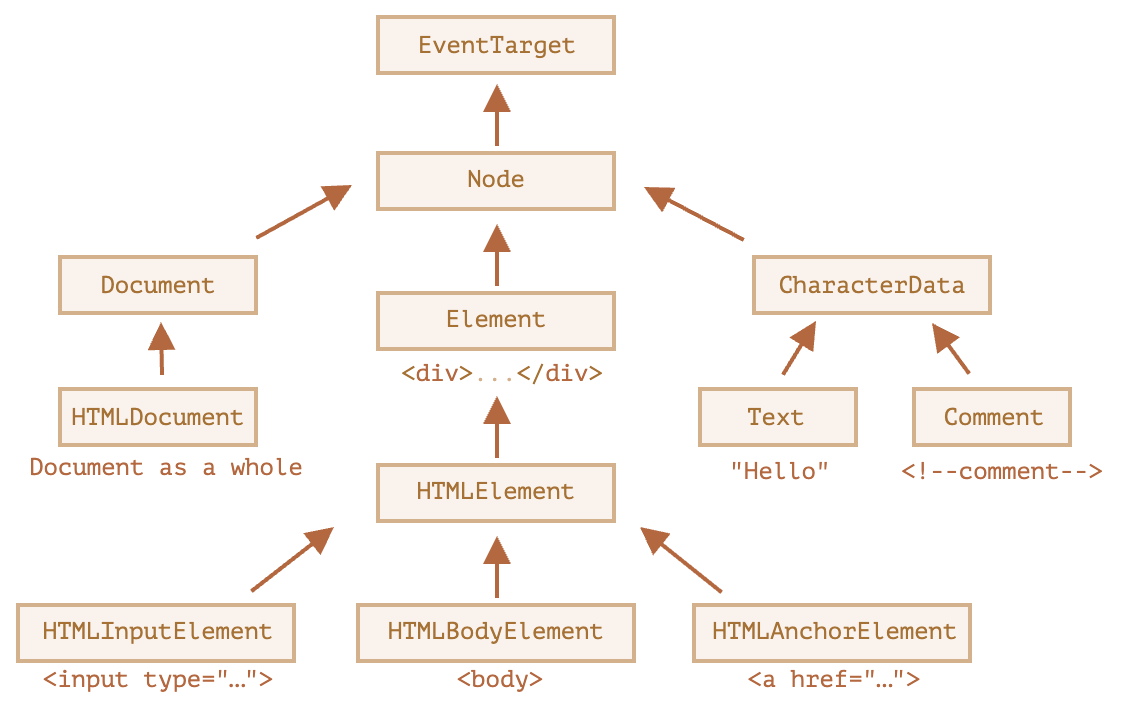 EventTarget
Node
Document
CharacterData
Element
<div>...</div>
HTMLDocument
Text
Comment
Document as a whole
"Hello"
<!--comment-->
HTMLElement
HTMLInputElement
HTMLBodyElement
HTMLAnchorElement
<input type="…">
<body>
<a href="…">